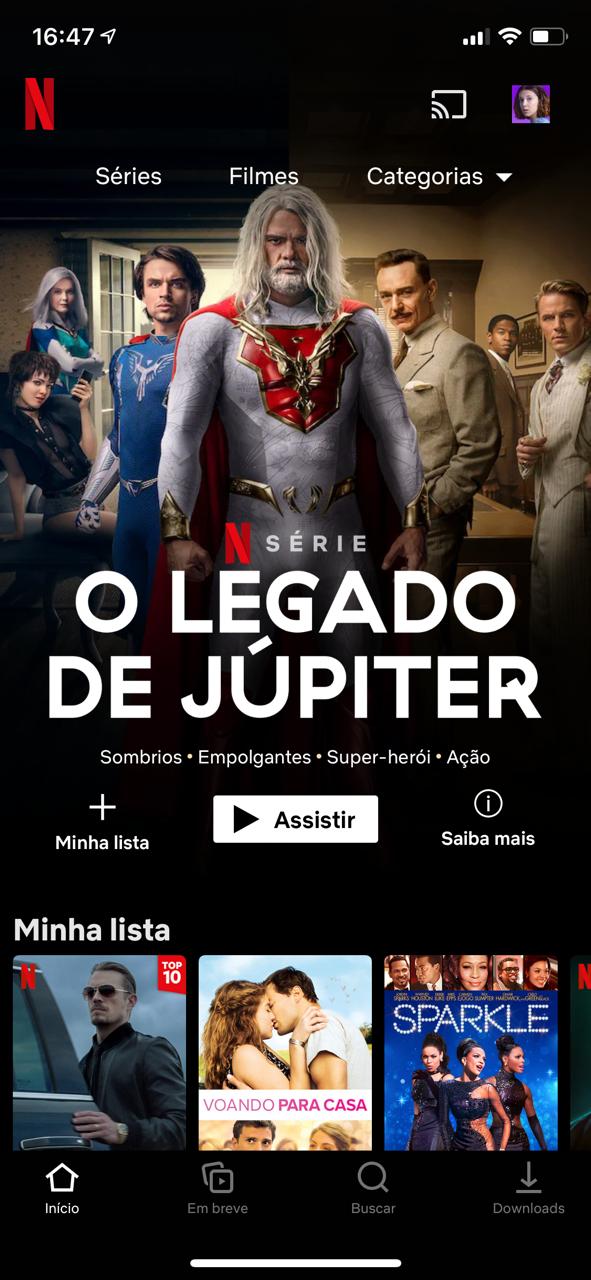 16:47
N
Séries Filmes Categorias
N SÉRIE
O LEGADO
DE JÚPITER
Sombrios • Empolgantes • Super-herói • Ação
Minha lista Assistir Saiba mais
Minha lista
N TOP
10
VOANDO PARA CASA
SPARKLE
N
Início Em breve Buscar Downloads